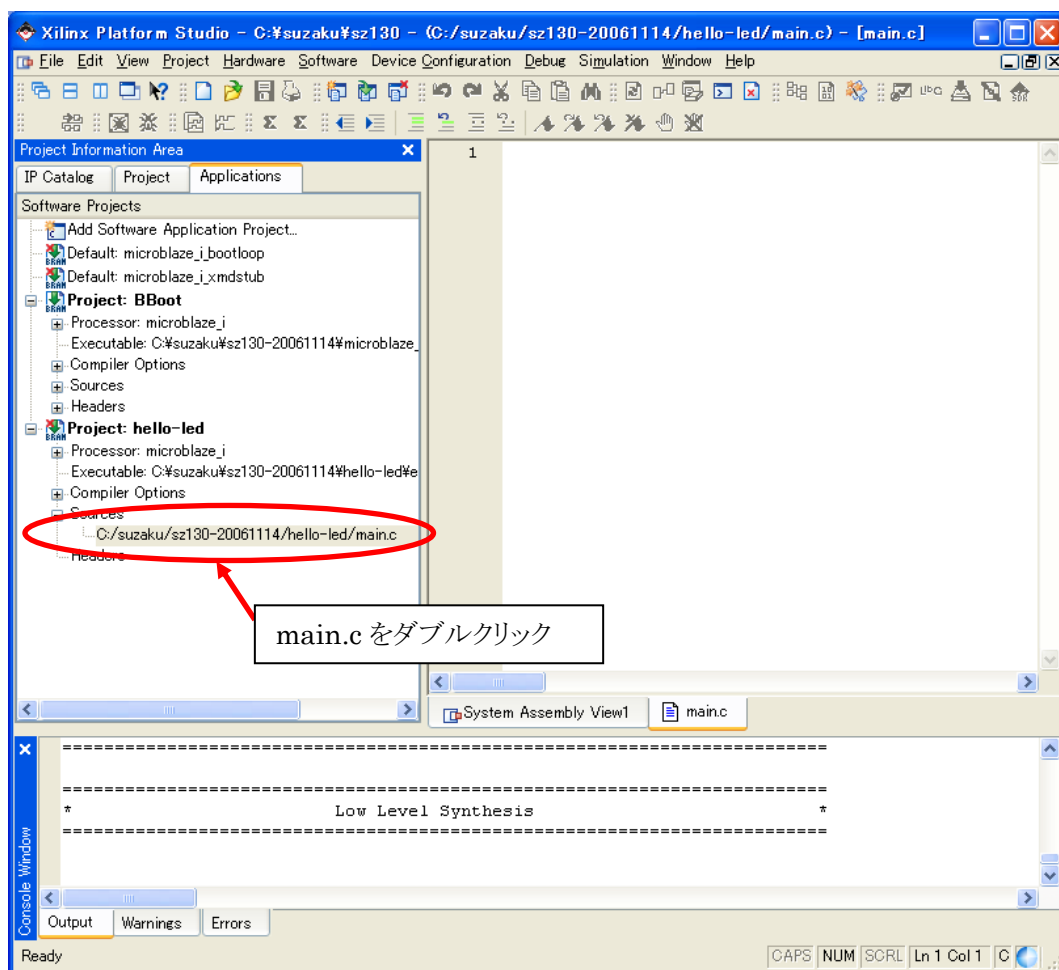 Xilinx Platform Studio - C:¥suzaku¥sz130 - (C:/suzaku/sz130-20061114/hello-led/main.c) - [main.c]
File Edit View Project Hardware Software Device Configuration Debug Simulation Window Help
Project Information Area
1
IP Catalog Project Applications
Software Projects
Add Software Application Project...
Default: microblaze_i_bootloop
Default: microblaze_i_xmdstub
Project: BBoot
Processor: microblaze_i
Executable: C:¥suzaku¥sz130-20061114¥microblaze_
Compiler Options
Sources
Headers
Project: hello-led
Processor: microblaze_i
Executable: C:¥suzaku¥sz130-20061114¥hello-led¥e
Compiler Options
Sources
C:/suzaku/sz130-20061114/hello-led/main.c
Headers
main.c をダブルクリック
System Assembly View1 main.c
=========================================================================
=========================================================================
* Low Level Synthesis *
=========================================================================
Console Window
Output Warnings Errors
Ready CAPS NUM SCRL Ln 1 Col 1 C